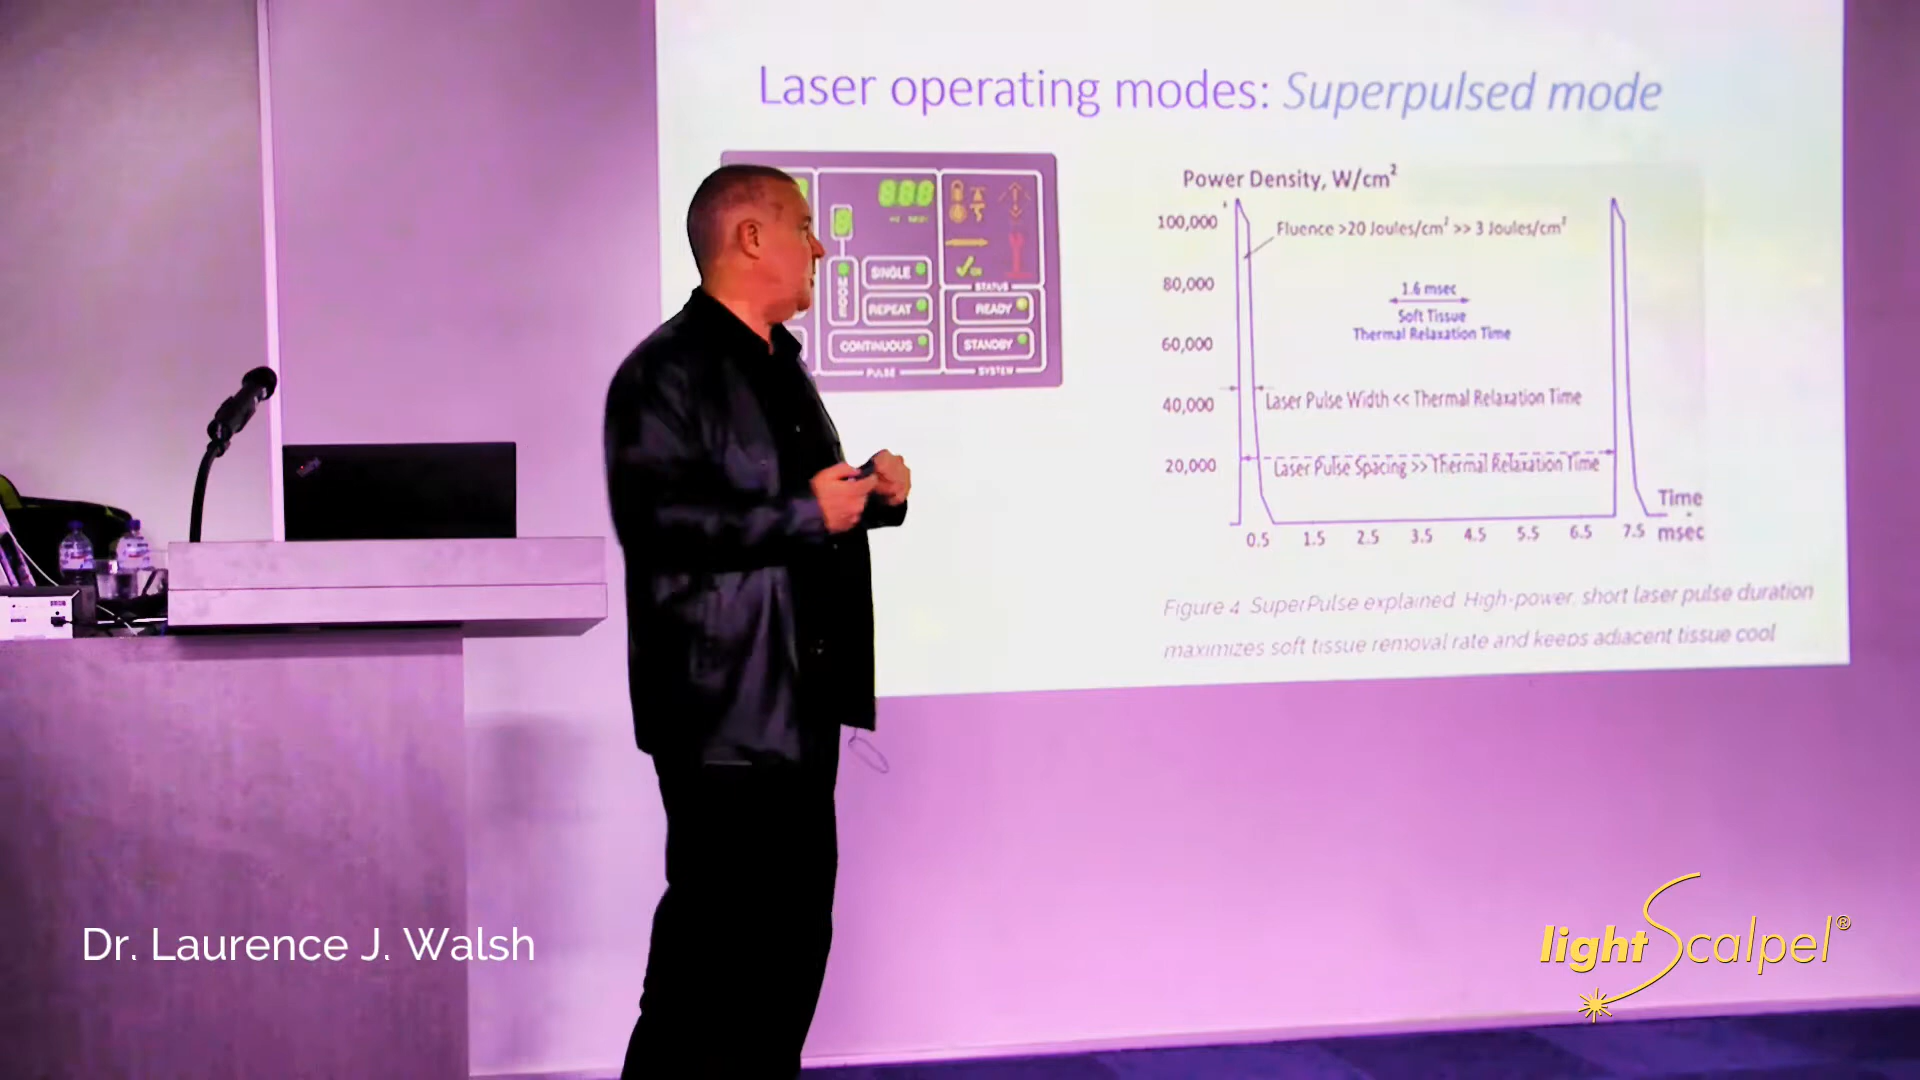 Laser operating modes: Superpulsed mode
SINGLE
MODE
REPEAT
CONTINUOUS
PULSE
ON
STATUS
READY
STANDBY
SYSTEM
Power Density, W/cm²
100,000
80,000
60,000
40,000
20,000
Fluence >20 Joules/cm² >> 3 Joules/cm²
1.6 msec
Soft Tissue
Thermal Relaxation Time
Laser Pulse Width << Thermal Relaxation Time
Laser Pulse Spacing >> Thermal Relaxation Time
0.5 1.5 2.5 3.5 4.5 5.5 6.5 7.5
Time
msec
Figure 4 SuperPulse explained High-power, short laser pulse duration
maximizes soft tissue removal rate and keeps adjacent tissue cool
Dr. Laurence J. Walsh
lightScalpel®